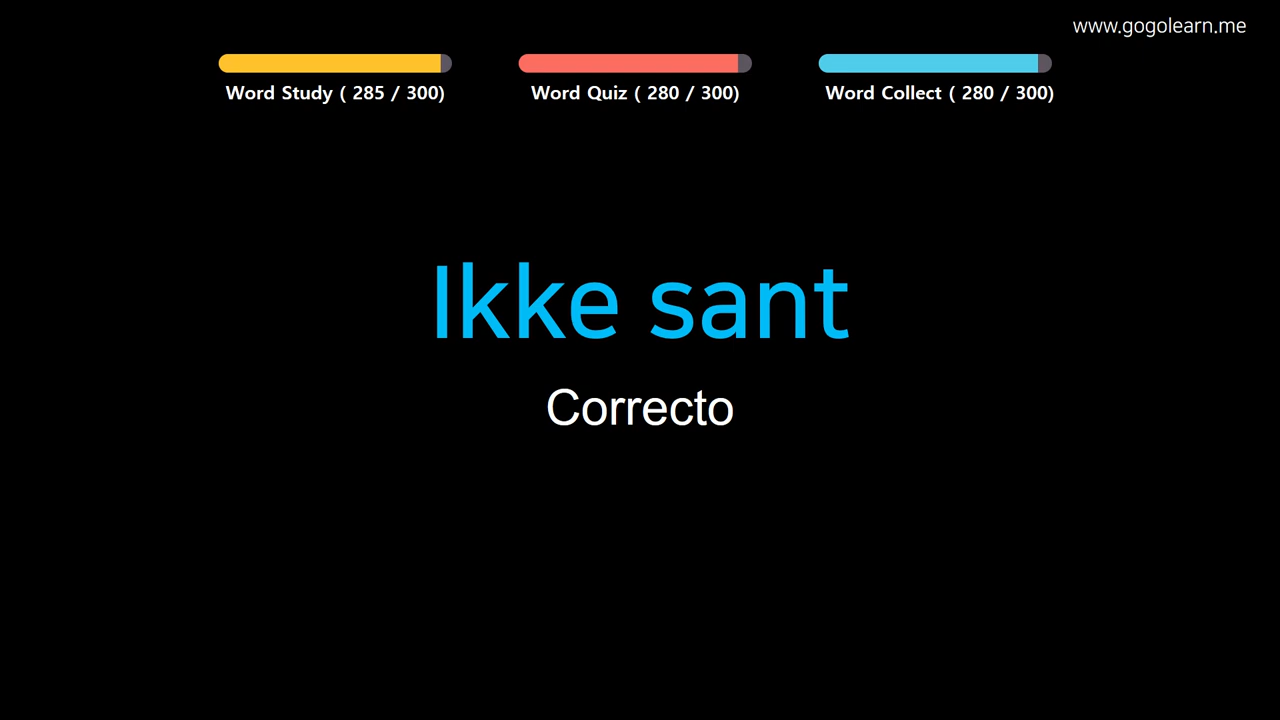 www.gogolearn.me
Word Study ( 285 / 300)
Word Quiz ( 280 / 300)
Word Collect ( 280 / 300)
Ikke sant
Correcto